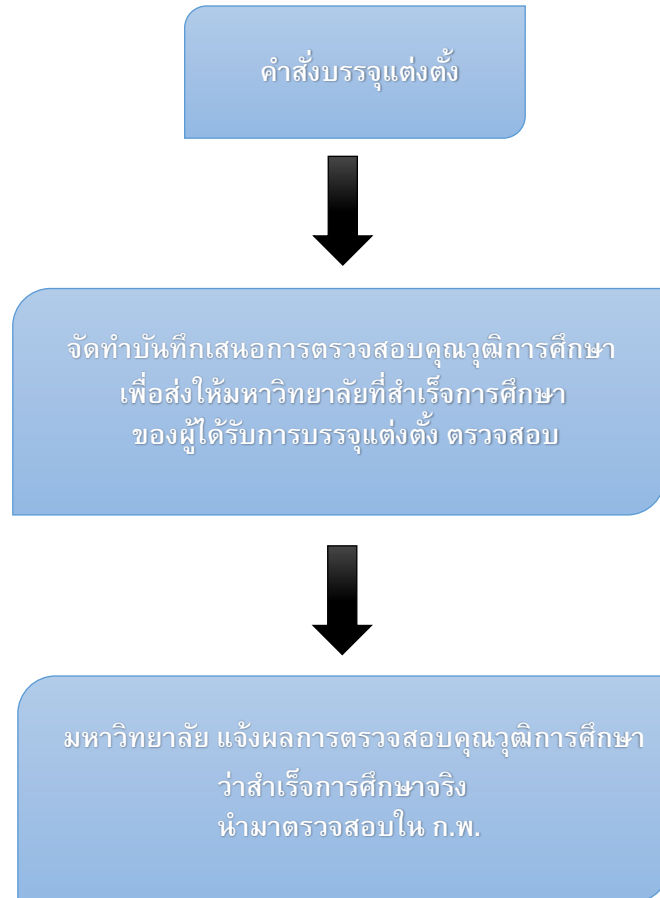 คำสั่งบรรจุแต่งตั้ง
จัดทำบันทึกเสนอการตรวจสอบคุณวุฒิการศึกษา
เพื่อส่งให้มหาวิทยาลัยที่สำเร็จการศึกษา
ของผู้ได้รับการบรรจุแต่งตั้ง ตรวจสอบ
มหาวิทยาลัย แจ้งผลการตรวจสอบคุณวุฒิการศึกษา
ว่าสำเร็จการศึกษาจริง
นำมาตรวจสอบใน ก.พ.